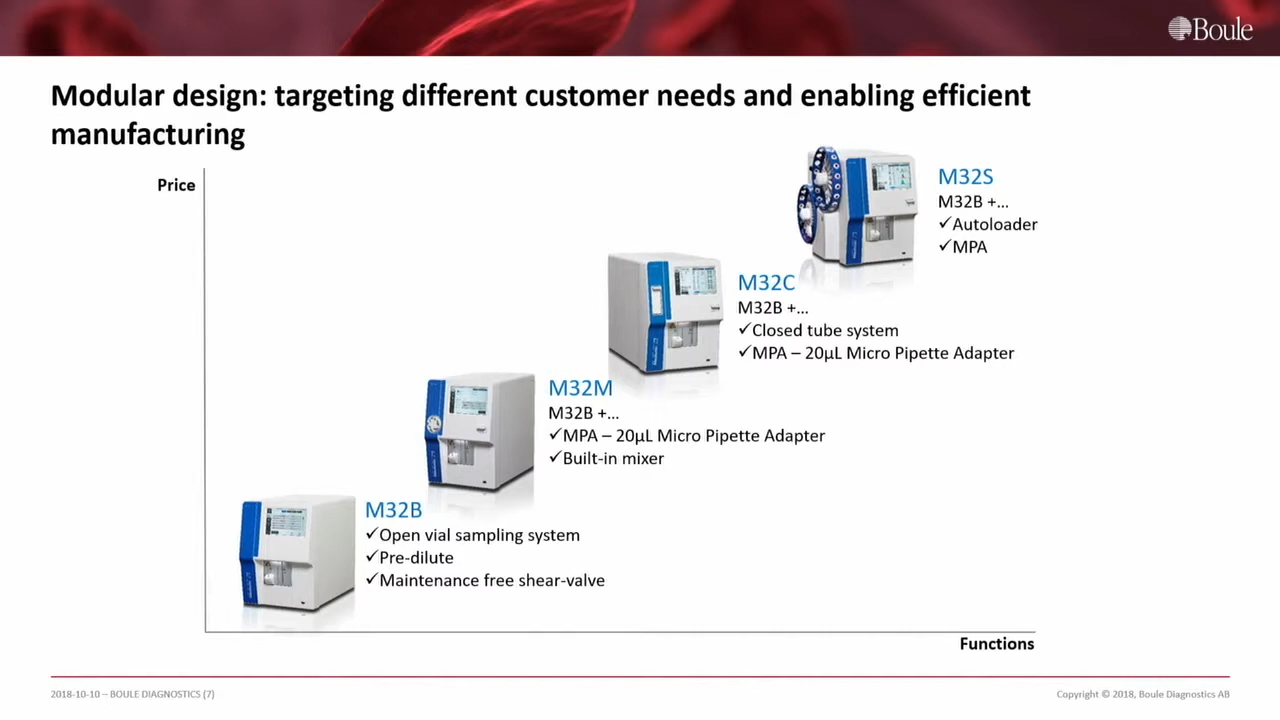 Boule
Modular design: targeting different customer needs and enabling efficient
manufacturing
Price
M32S
M32B +...
✓Autoloader
✓MPA
M32C
M32B +...
✓Closed tube system
✓MPA – 20µL Micro Pipette Adapter
M32M
M32B +...
✓MPA – 20µL Micro Pipette Adapter
✓Built-in mixer
M32B
✓Open vial sampling system
✓Pre-dilute
✓Maintenance free shear-valve
Functions
2018-10-10 – BOULE DIAGNOSTICS (7)
Copyright © 2018, Boule Diagnostics AB